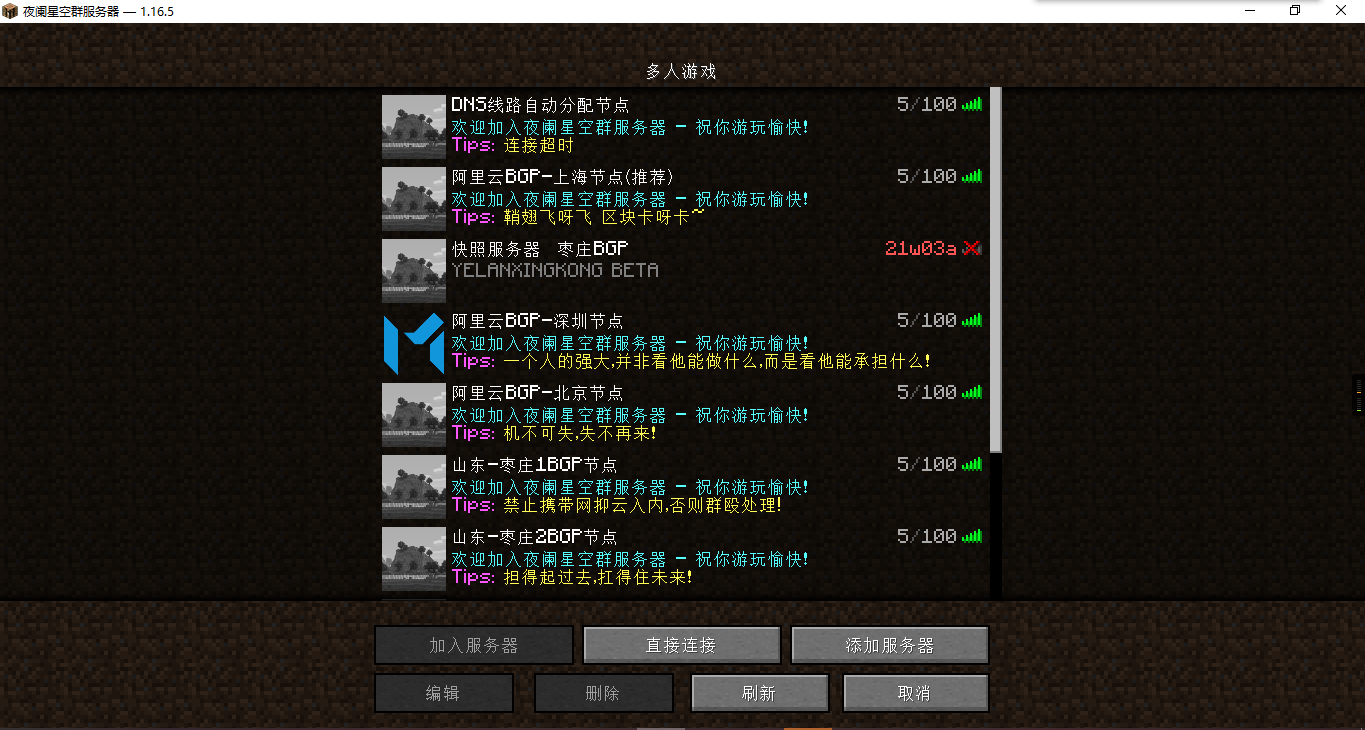 夜阑星空群服务器 — 1.16.5
多人游戏
DNS线路自动分配节点 5/100
欢迎加入夜阑星空群服务器 - 祝你游玩愉快!
Tips: 连接超时
阿里云BGP-上海节点(推荐) 5/100
欢迎加入夜阑星空群服务器 - 祝你游玩愉快!
Tips: 鞘翅飞呀飞 区块卡呀卡~
快照服务器 枣庄BGP 21w03a
YELANXINGKONG BETA
阿里云BGP-深圳节点 5/100
欢迎加入夜阑星空群服务器 - 祝你游玩愉快!
Tips: 一个人的强大,并非看他能做什么,而是看他能承担什么!
阿里云BGP-北京节点 5/100
欢迎加入夜阑星空群服务器 - 祝你游玩愉快!
Tips: 机不可失,失不再来!
山东-枣庄1BGP节点 5/100
欢迎加入夜阑星空群服务器 - 祝你游玩愉快!
Tips: 禁止携带网抑云入内,否则群殴处理!
山东-枣庄2BGP节点 5/100
欢迎加入夜阑星空群服务器 - 祝你游玩愉快!
Tips: 担得起过去,扛得住未来!
加入服务器 直接连接 添加服务器
编辑 删除 刷新 取消